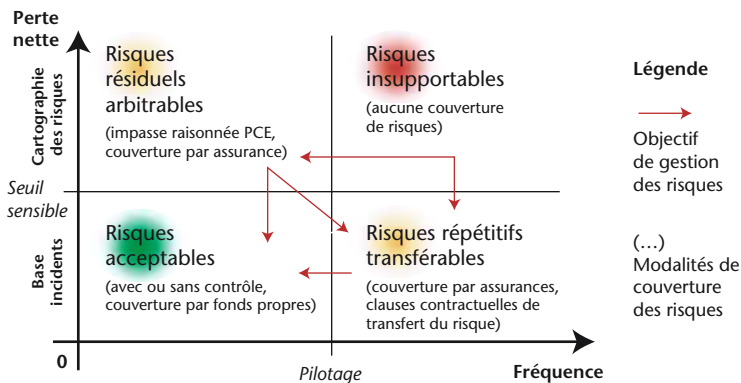 Perte
nette
Cartographie
des risques
Risques
résiduels
arbitrables
(impasse raisonnée PCE,
couverture par assurance)
Risques
insupportables
(aucune couverture
de risques)
Seuil
sensible
Base
incidents
Risques
acceptables
(avec ou sans contrôle,
couverture par fonds propres)
Risques répétitifs
transférables
(couverture par assurances,
clauses contractuelles de
transfert du risque)
0
Pilotage
Fréquence
Légende
Objectif
de gestion
des risques
(…)
Modalités de
couverture
des risques